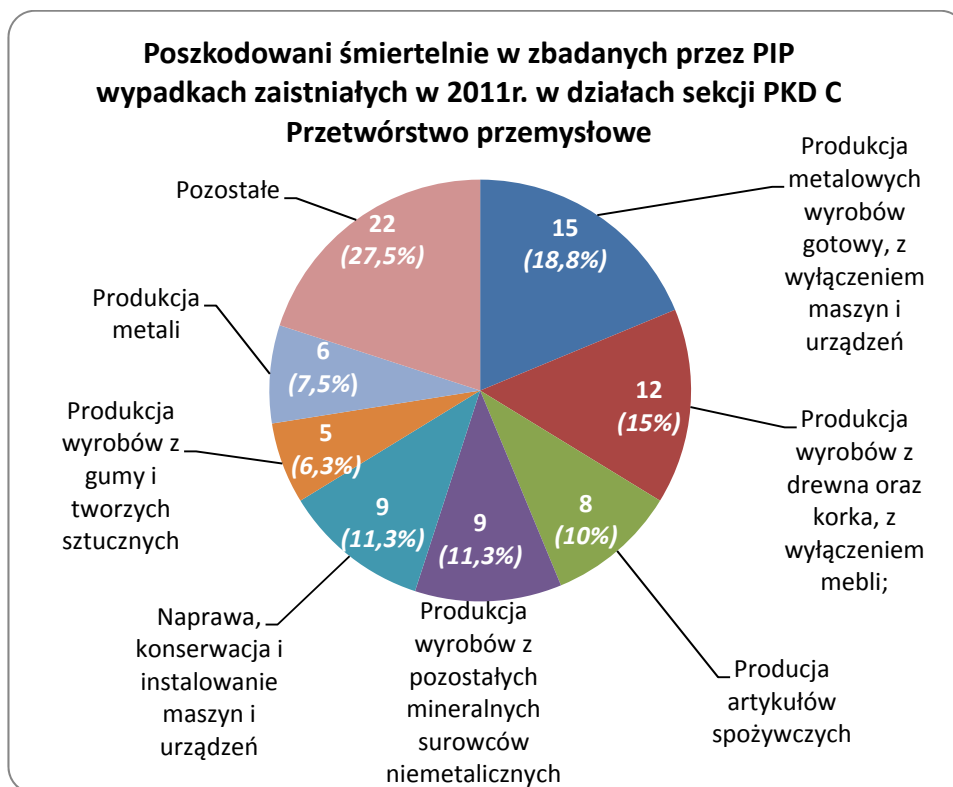 Poszkodowani śmiertelnie w zbadanych przez PIP
wypadkach zaistniałych w 2011r. w działach sekcji PKD C
Przetwórstwo przemysłowe
Produkcja
metalowych
wyrobów
gotowy, z
wyłączeniem
maszyn i
urządzeń
15
(18,8%)
12
(15%)
Produkcja
wyrobów z
drewna oraz
korka, z
wyłączeniem
mebli;
8
(10%)
Producja
artykułów
spożywczych
9
(11,3%)
Produkcja
wyrobów z
pozostałych
mineralnych
surowców
niemetalicznych
9
(11,3%)
Naprawa,
konserwacja i
instalowanie
maszyn i
urządzeń
5
(6,3%)
Produkcja
wyrobów z
gumy i
tworzych
sztucznych
6
(7,5%)
Produkcja
metali
22
(27,5%)
Pozostałe